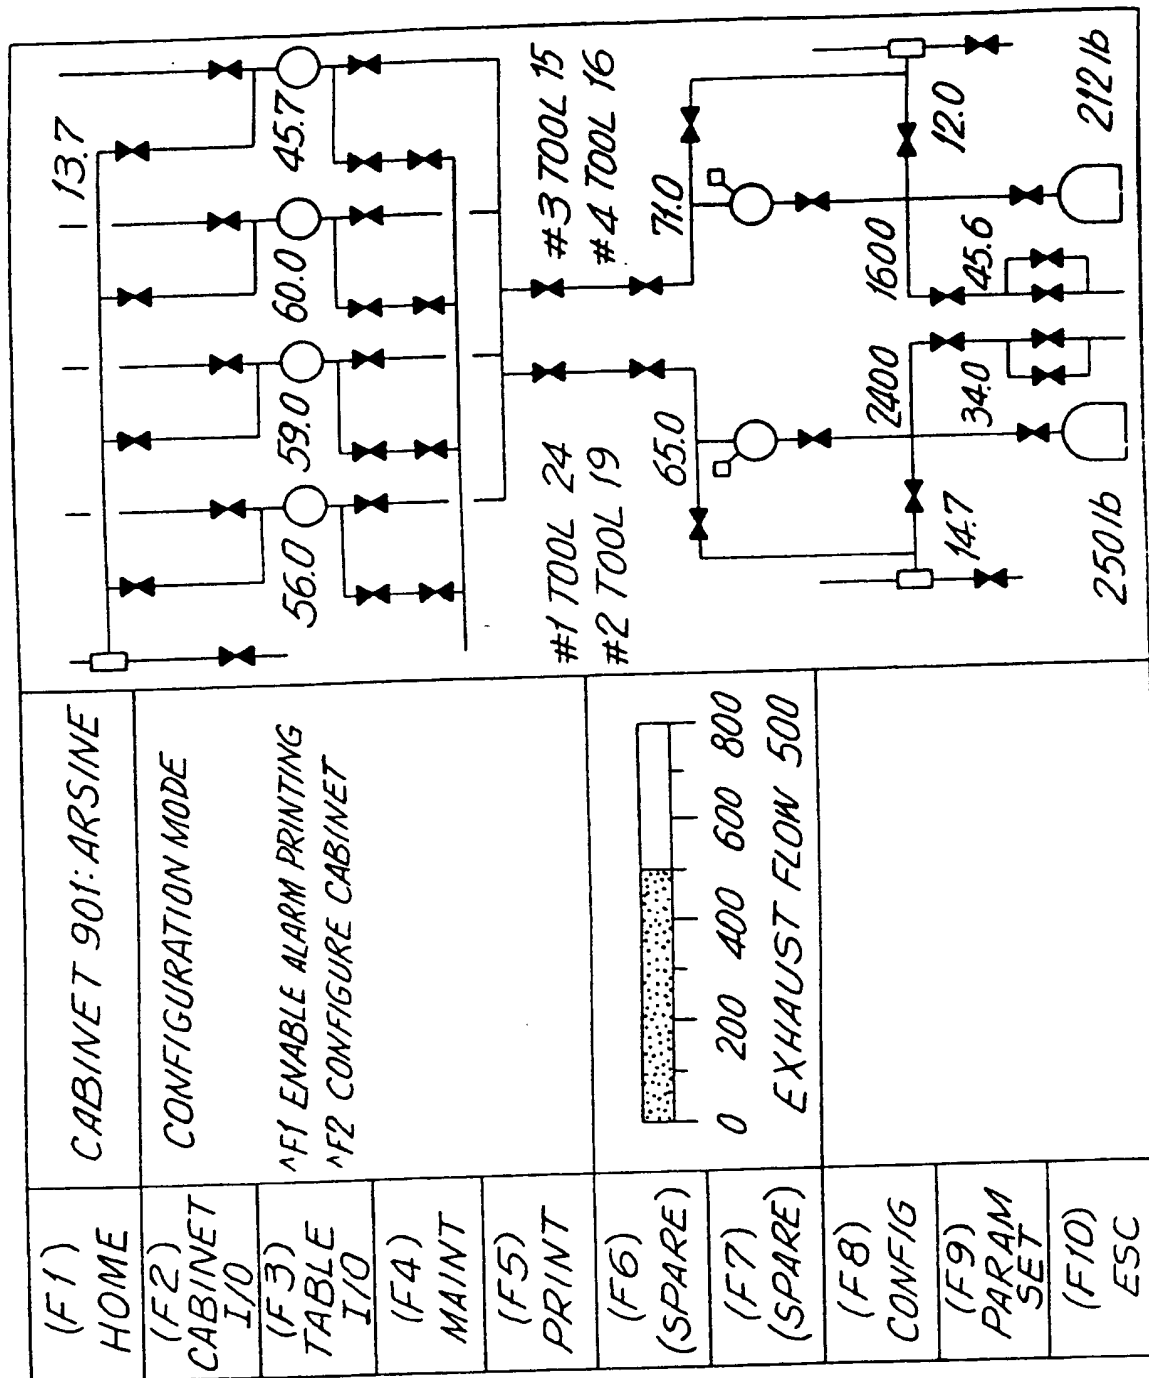 (F1)
HOME
(F2)
CABINET
I/O
(F3)
TABLE
I/O
(F4)
MAINT
(F5)
PRINT
(F6)
(SPARE)
(F7)
(SPARE)
(F8)
CONFIG
(F9)
PARAM
SET
(F10)
ESC
CABINET 901: ARSINE
CONFIGURATION MODE
^F1 ENABLE ALARM PRINTING
^F2 CONFIGURE CABINET
0 200 400 600 800
EXHAUST FLOW 500
13.7
56.0 59.0 60.0 45.7
#1 TOOL 24 #3 TOOL 15
#2 TOOL 19 #4 TOOL 16
65.0 71.0
2400 1600
14.7 34.0 45.6 12.0
250 lb 212 lb